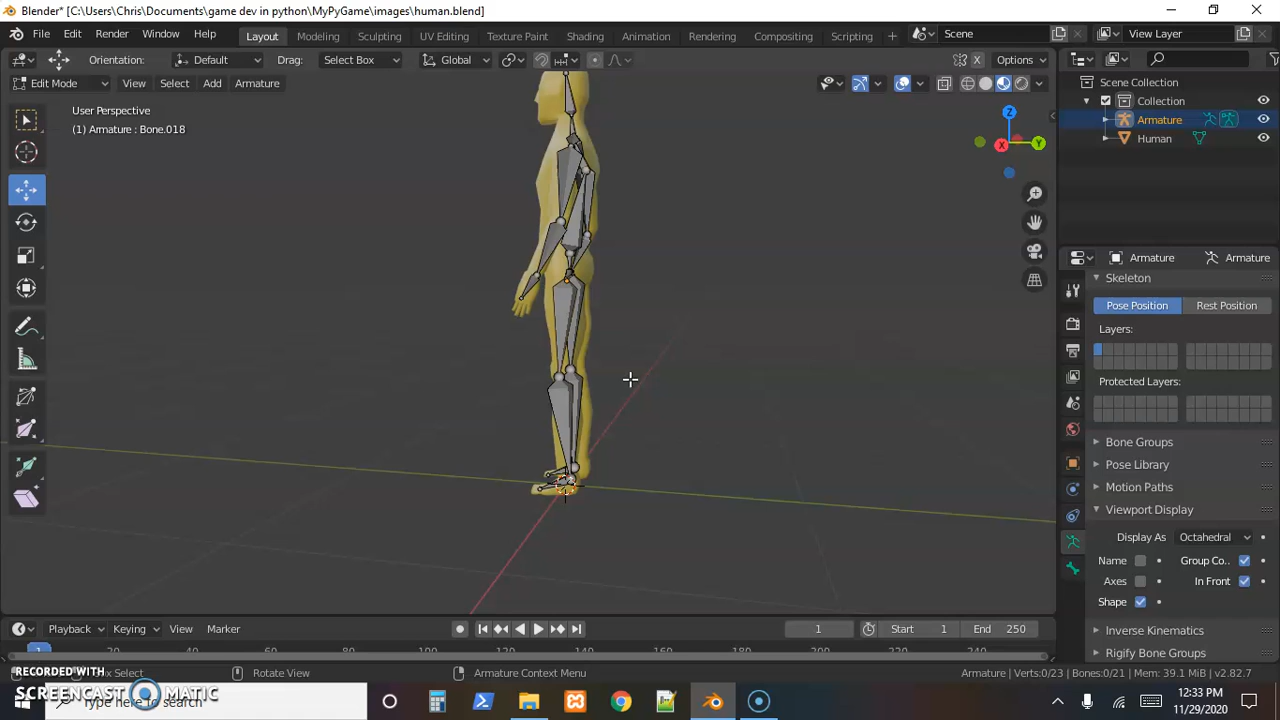 Blender* [C:\Users\Chris\Documents\game dev in python\MyPyGame\images\human.blend]
File Edit Render Window Help Layout Modeling Sculpting UV Editing Texture Paint Shading Animation Rendering Compositing Scripting + Scene View Layer
Orientation: Default Drag: Select Box Global X Options
Edit Mode View Select Add Armature
User Perspective
(1) Armature : Bone.018
Z
X
Y
Scene Collection
Collection
Armature
Human
Armature Armature
Skeleton
Pose Position Rest Position
Layers:
Protected Layers:
Bone Groups
Pose Library
Motion Paths
Viewport Display
Display As Octahedral
Name Group Co..
Axes In Front
Shape
Inverse Kinematics
Rigify Bone Groups
Playback Keying View Marker 1 Start 1 End 250
1 20 100 120 140 160 180 200 220 240
RECORDED WITH
SCREENCAST MATIC
Select Rotate View Armature Context Menu Armature | Verts:0/23 | Bones:0/21 | Mem: 39.1 MiB | v2.82.7
Type here to search
12:33 PM
11/29/2020